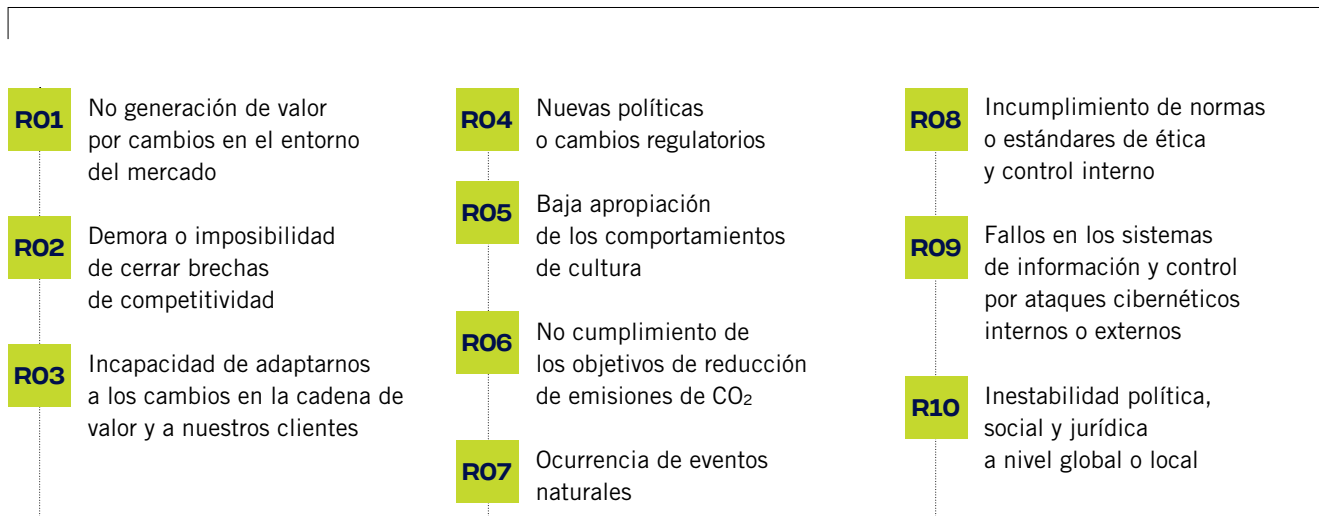 R01
No generación de valor
por cambios en el entorno
del mercado
R02
Demora o imposibilidad
de cerrar brechas
de competitividad
R03
Incapacidad de adaptarnos
a los cambios en la cadena de
valor y a nuestros clientes
R04
Nuevas políticas
o cambios regulatorios
R05
Baja apropiación
de los comportamientos
de cultura
R06
No cumplimiento de
los objetivos de reducción
de emisiones de CO₂
R07
Ocurrencia de eventos
naturales
R08
Incumplimiento de normas
o estándares de ética
y control interno
R09
Fallos en los sistemas
de información y control
por ataques cibernéticos
internos o externos
R10
Inestabilidad política,
social y jurídica
a nivel global o local